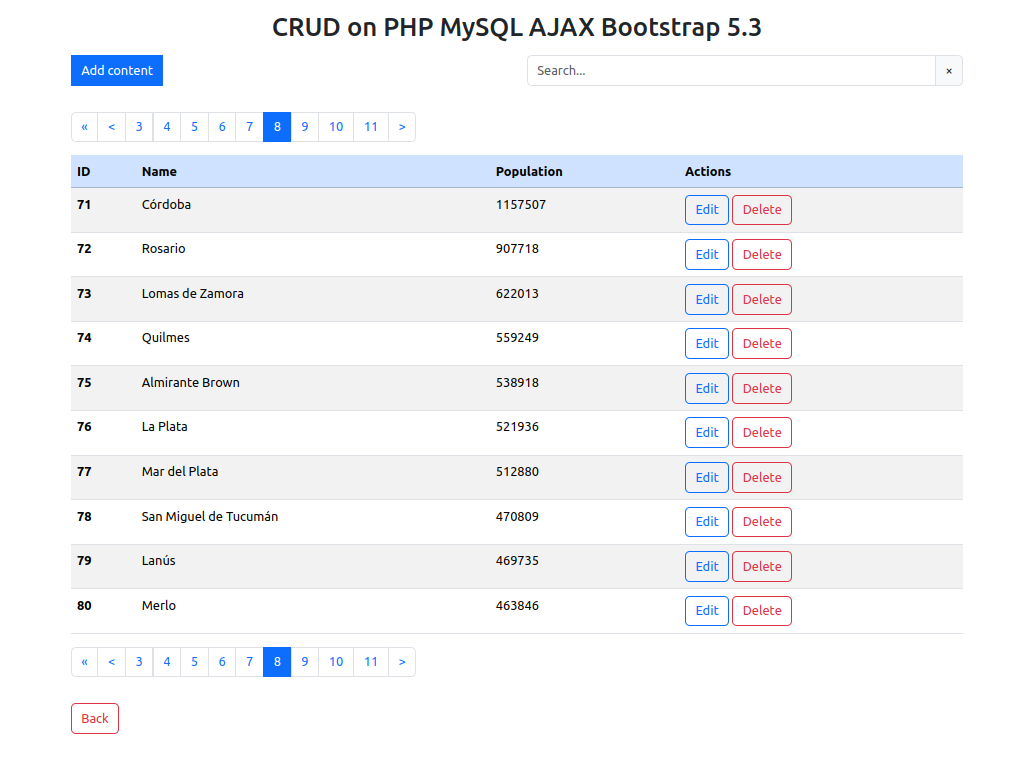 CRUD on PHP MySQL AJAX Bootstrap 5.3
Add content Search... ×
« < 3 4 5 6 7 8 9 10 11 >
ID Name Population Actions
71 Córdoba 1157507 Edit Delete
72 Rosario 907718 Edit Delete
73 Lomas de Zamora 622013 Edit Delete
74 Quilmes 559249 Edit Delete
75 Almirante Brown 538918 Edit Delete
76 La Plata 521936 Edit Delete
77 Mar del Plata 512880 Edit Delete
78 San Miguel de Tucumán 470809 Edit Delete
79 Lanús 469735 Edit Delete
80 Merlo 463846 Edit Delete
« < 3 4 5 6 7 8 9 10 11 >
Back